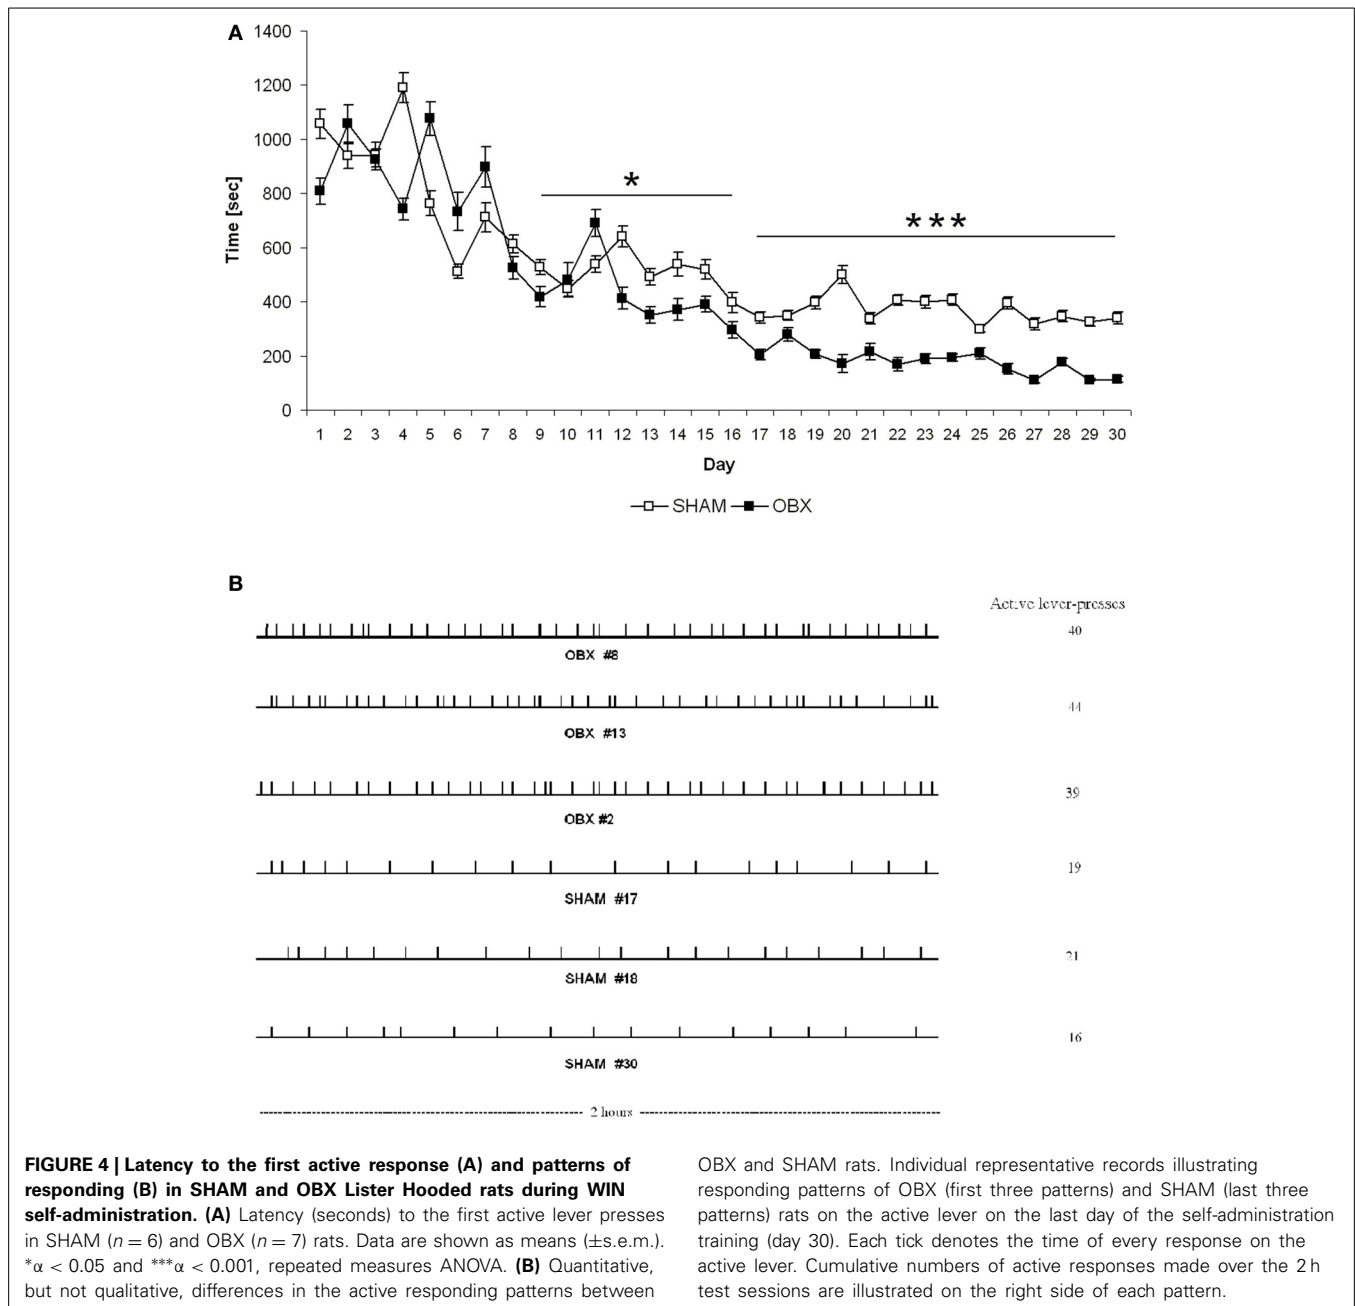 A
1400
1200
1000
800
600
400
200
0
Time [sec]
*
***
1 2 3 4 5 6 7 8 9 10 11 12 13 14 15 16 17 18 19 20 21 22 23 24 25 26 27 28 29 30
Day
SHAM OBX
B
Active lever-presses
40
OBX #8
44
OBX #13
39
OBX #2
19
SHAM #17
21
SHAM #18
16
SHAM #30
2 hours
FIGURE 4 | Latency to the first active response (A) and patterns of
responding (B) in SHAM and OBX Lister Hooded rats during WIN
self-administration. (A) Latency (seconds) to the first active lever presses
in SHAM (n = 6) and OBX (n = 7) rats. Data are shown as means (±s.e.m.).
*α < 0.05 and ***α < 0.001, repeated measures ANOVA. (B) Quantitative,
but not qualitative, differences in the active responding patterns between
OBX and SHAM rats. Individual representative records illustrating
responding patterns of OBX (first three patterns) and SHAM (last three
patterns) rats on the active lever on the last day of the self-administration
training (day 30). Each tick denotes the time of every response on the
active lever. Cumulative numbers of active responses made over the 2 h
test sessions are illustrated on the right side of each pattern.